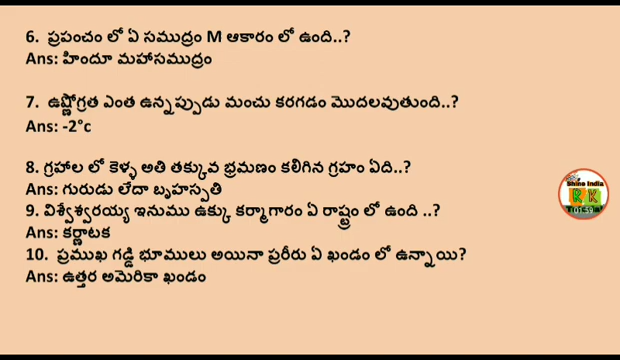 6. ప్రపంచం లో ఏ సముద్రం M ఆకారం లో ఉంది..?
Ans: హిందూ మహాసముద్రం
7. ఉష్ణోగ్రత ఎంత ఉన్నప్పుడు మంచు కరగడం మొదలవుతుంది..?
Ans: -2°c
8. గ్రహాల లో కెళ్ళ అతి తక్కువ భ్రమణం కలిగిన గ్రహం ఏది..?
Ans: గురుడు లేదా బృహస్పతి
9. విశ్వేశ్వరయ్య ఇనుము ఉక్కు కర్మాగారం ఏ రాష్ట్రం లో ఉంది ..?
Ans: కర్ణాటక
10. ప్రముఖ గడ్డి భూములు అయినా ప్రరీరు ఏ ఖండం లో ఉన్నాయి?
Ans: ఉత్తర అమెరికా ఖండం
Shine India
R K